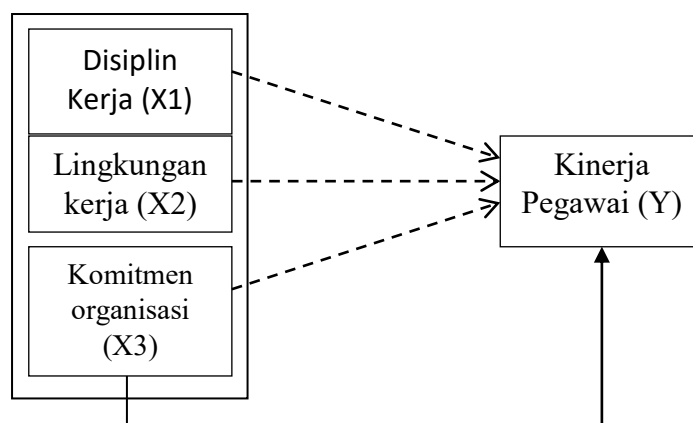 Disiplin
Kerja (X1)
Lingkungan
kerja (X2)
Komitmen
organisasi
(X3)
Kinerja
Pegawai (Y)